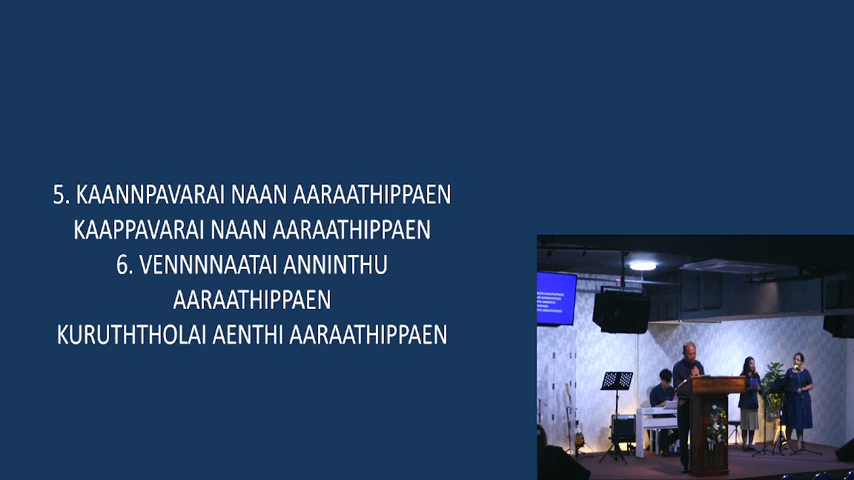 5. KAANNPAVARAI NAAN AARAATHIPPAEN
KAAPPAVARAI NAAN AARAATHIPPAEN
6. VENNNNAATAI ANNINTHU
AARAATHIPPAEN
KURUTHTHOLAI AENTHI AARAATHIPPAEN